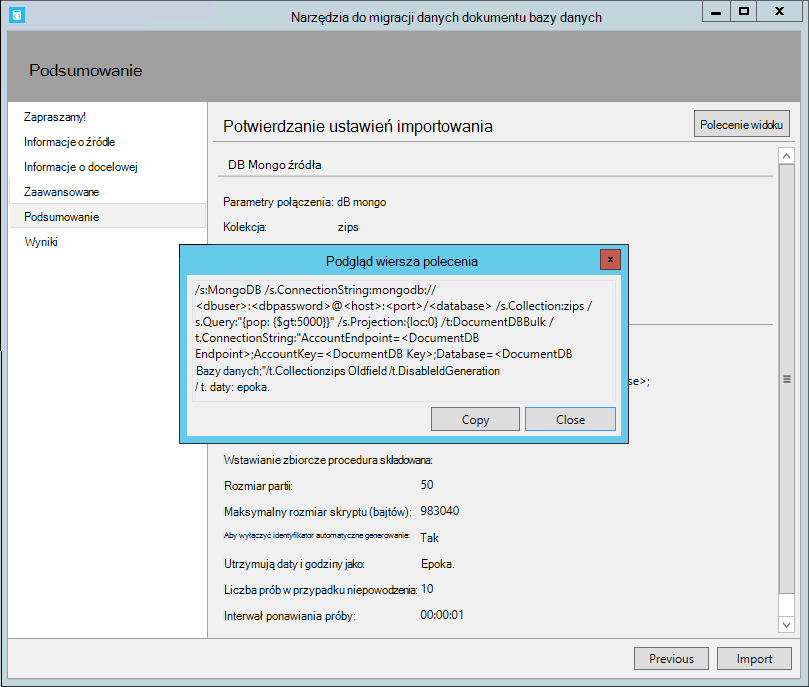 Narzędzia do migracji danych dokumentu bazy danych
Podsumowanie
Zapraszamy!
Informacje o źródle
Informacje o docelowej
Zaawansowane
Podsumowanie
Wyniki
Potwierdzanie ustawień importowania
Polecenie widoku
DB Mongo źródła
Parametry połączenia: dB mongo
Kolekcja: zips
Podgląd wiersza polecenia
/s:MongoDB /s.ConnectionString:mongodb://
<dbuser>:<dbpassword>@<host>:<port>/<database> /s.Collection:zips /
s.Query:"{pop: {$gt:5000}}" /s.Projection:{loc:0} /t:DocumentDBBulk /
t.ConnectionString:"AccountEndpoint=<DocumentDB
Endpoint>;AccountKey=<DocumentDB Key>;Database=<DocumentDB
Bazy danych;"/t.Collectionzips Oldfield /t.DisableIdGeneration
/ t. daty: epoka.
Copy
Close
se>;
Wstawianie zbiorcze procedura składowana:
Rozmiar partii: 50
Maksymalny rozmiar skryptu (bajtów): 983040
Aby wyłączyć identyfikator automatyczne generowanie: Tak
Utrzymują daty i godziny jako: Epoka.
Liczba prób w przypadku niepowodzenia: 10
Interwał ponawiania próby: 00:00:01
Previous
Import